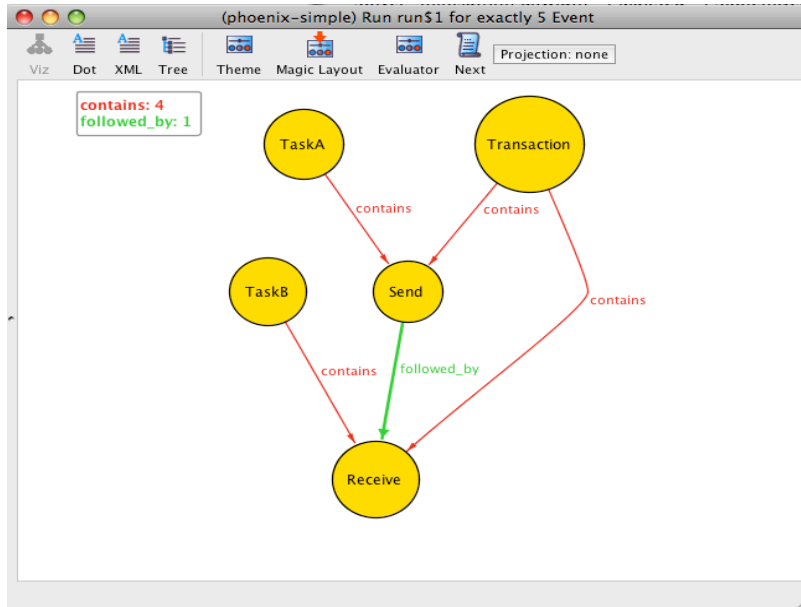 (phoenix-simple) Run run$1 for exactly 5 Event
Viz Dot XML Tree Theme Magic Layout Evaluator Next Projection: none
contains: 4
followed_by: 1
TaskA
Transaction
contains
contains
TaskB
Send
contains
contains
followed_by
Receive